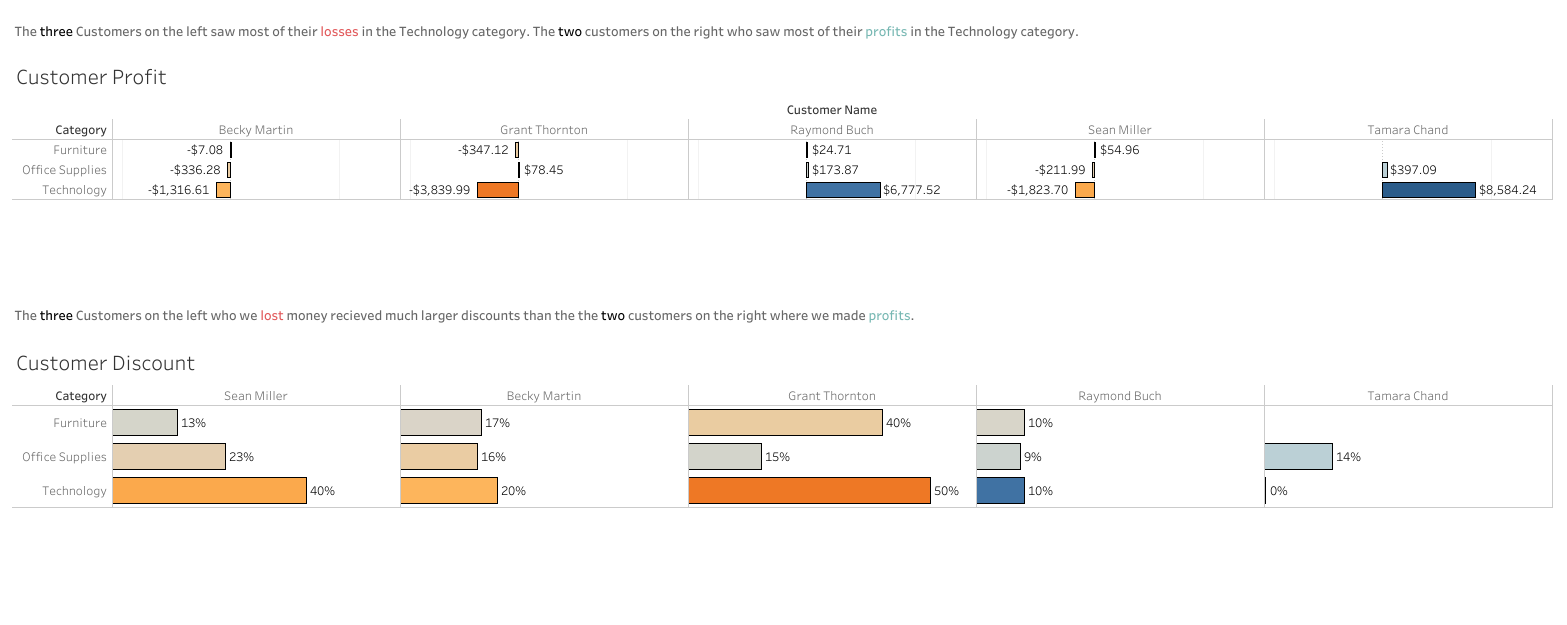 The three Customers on the left saw most of their losses in the Technology category. The two customers on the right who saw most of their profits in the Technology category.
Customer Profit
Customer Name
Category Becky Martin Grant Thornton Raymond Buch Sean Miller Tamara Chand
Furniture -$7.08 -$347.12 $24.71 $54.96
Office Supplies -$336.28 $78.45 $173.87 -$211.99 $397.09
Technology -$1,316.61 -$3,839.99 $6,777.52 -$1,823.70 $8,584.24
The three Customers on the left who we lost money recieved much larger discounts than the the two customers on the right where we made profits.
Customer Discount
Category Sean Miller Becky Martin Grant Thornton Raymond Buch Tamara Chand
Furniture 13% 17% 40% 10%
Office Supplies 23% 16% 15% 9% 14%
Technology 40% 20% 50% 10% 0%